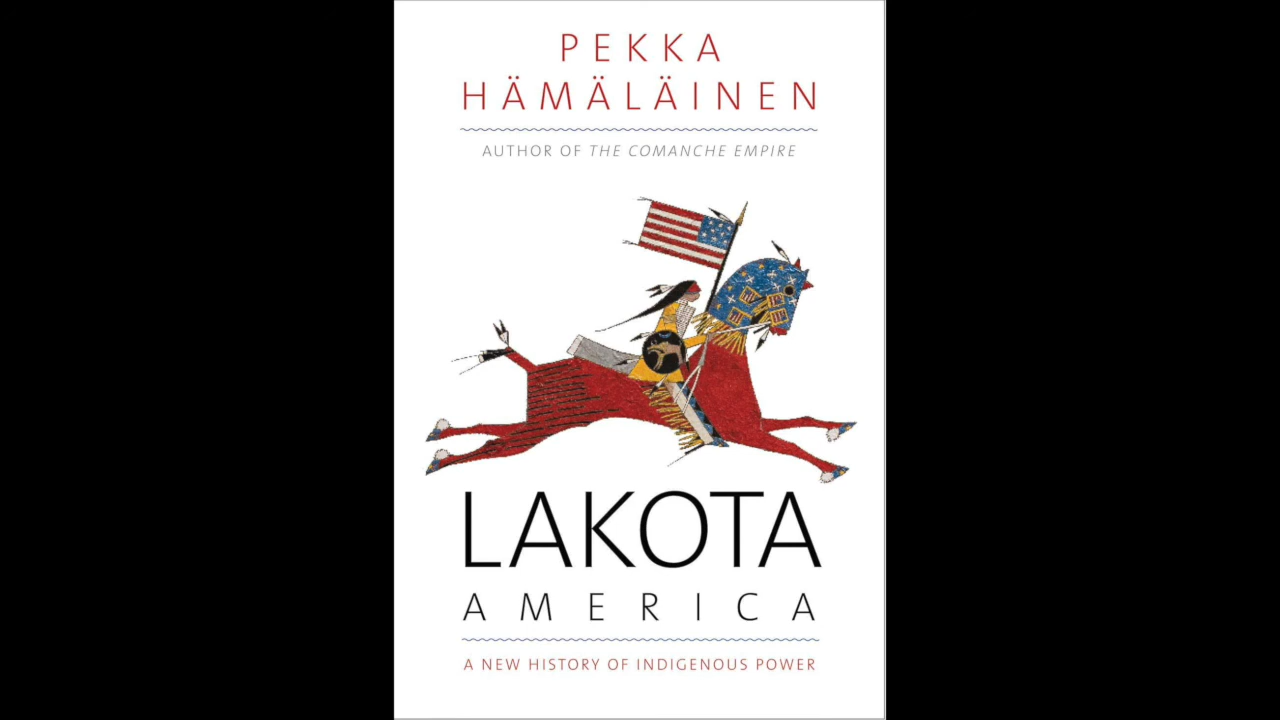 PEKKA
HÄMÄLÄINEN
AUTHOR OF THE COMANCHE EMPIRE
LAKOTA
AMERICA
A NEW HISTORY OF INDIGENOUS POWER